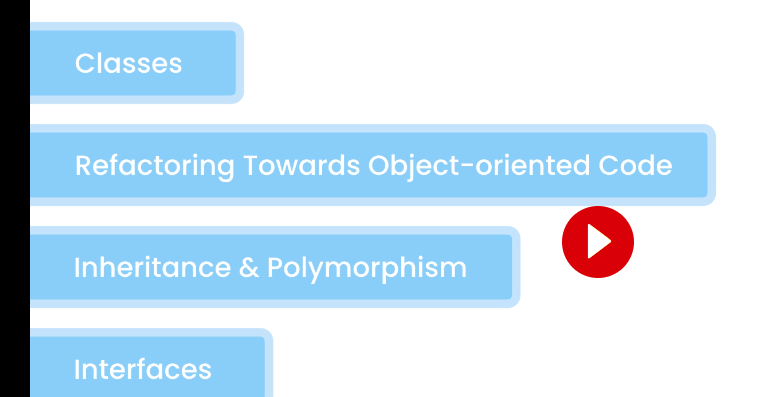 Classes
Refactoring Towards Object-oriented Code
Inheritance & Polymorphism
Interfaces